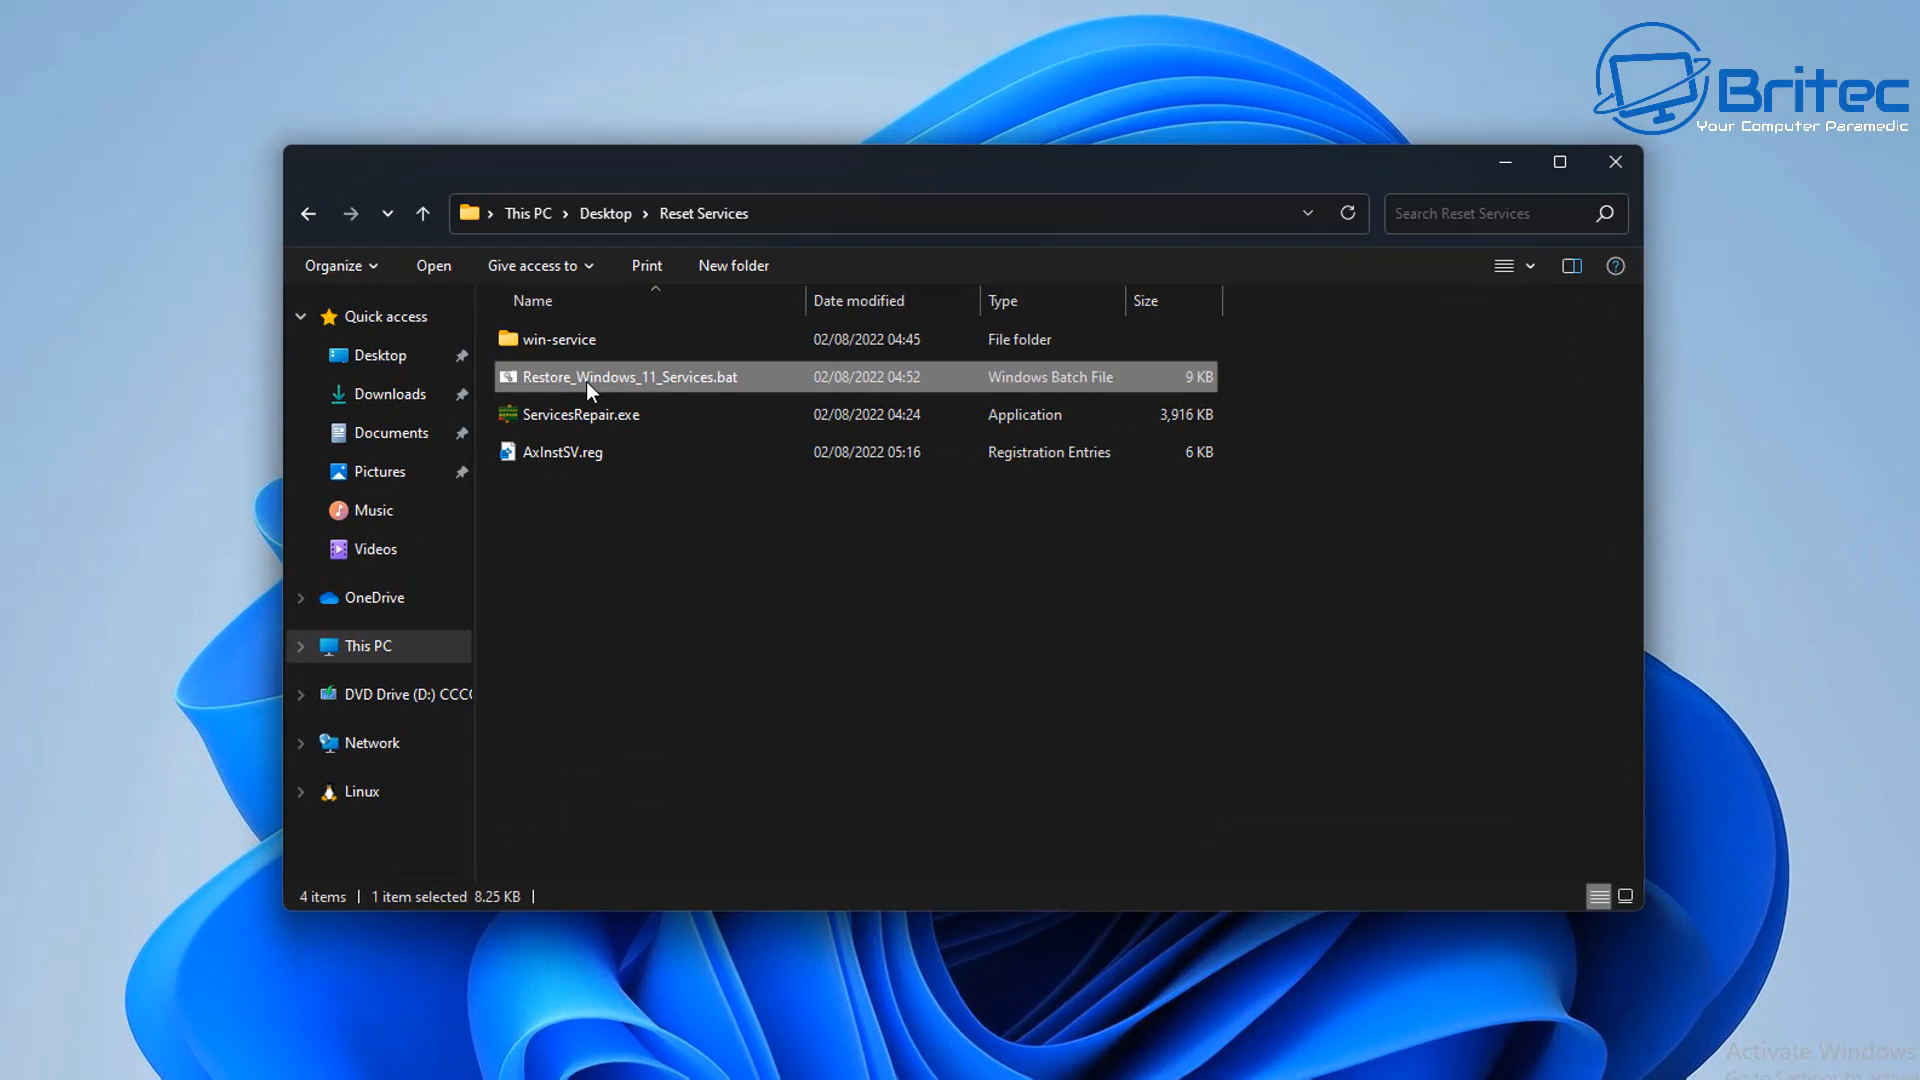 Britec
Your Computer Paramedic
This PC
Desktop
Reset Services
Search Reset Services
Organize
Open
Give access to
Print
New folder
Name
Date modified
Type
Size
Quick access
Desktop
Downloads
Documents
Pictures
Music
Videos
OneDrive
This PC
DVD Drive (D:) CCC
Network
Linux
win-service 02/08/2022 04:45 File folder
Restore_Windows_11_Services.bat 02/08/2022 04:52 Windows Batch File 9 KB
ServicesRepair.exe 02/08/2022 04:24 Application 3,916 KB
AxInstSV.reg 02/08/2022 05:16 Registration Entries 6 KB
4 items
1 item selected 8.25 KB
Activate Windows